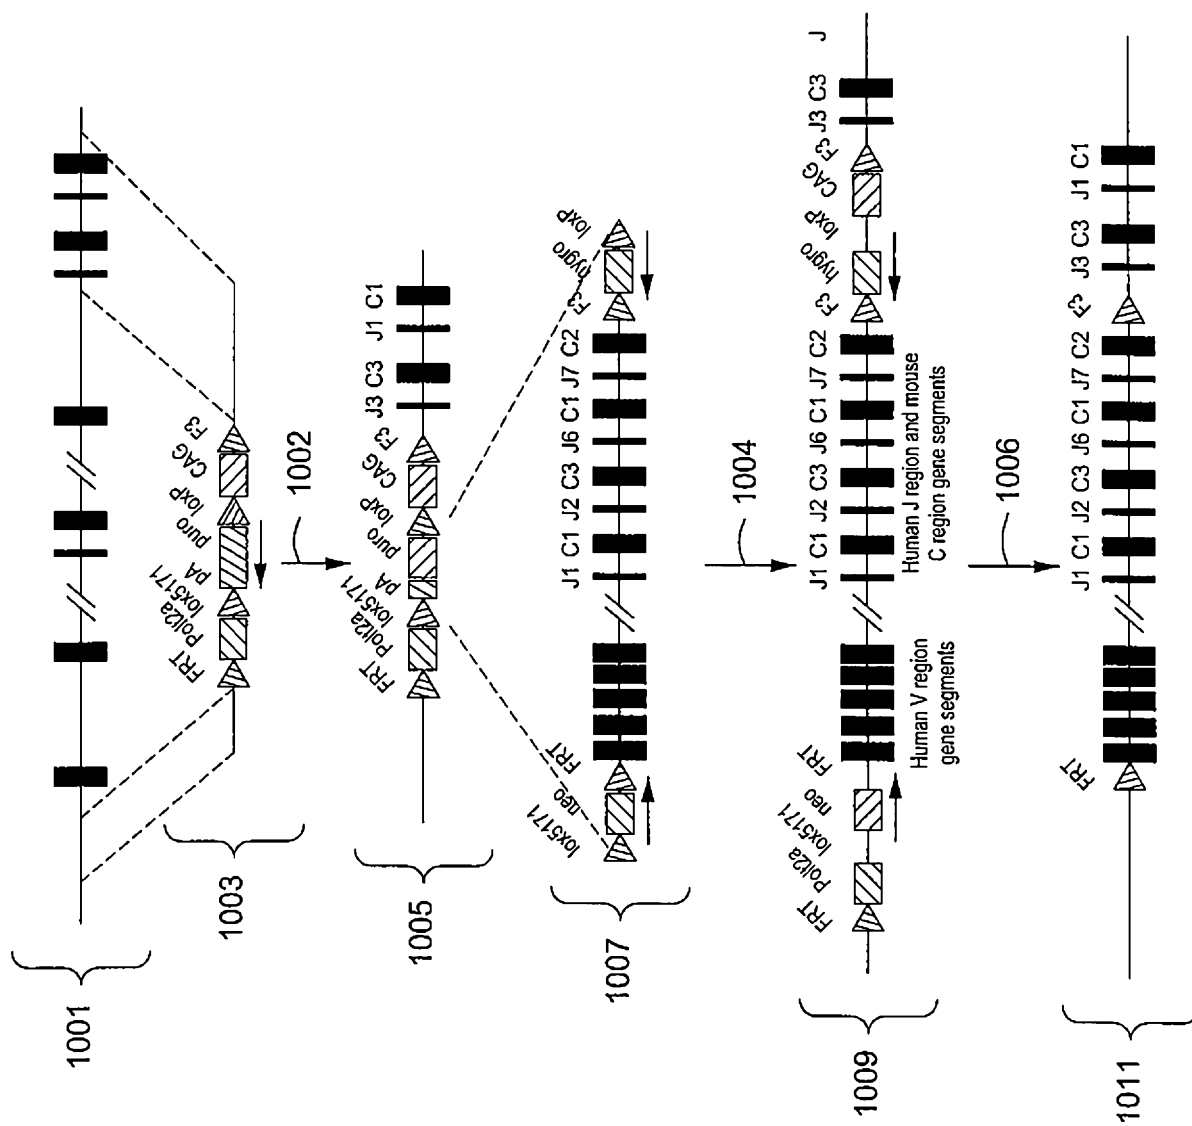 1001
1003
FRT
Polt2a
lox5171
pA
puro
loxP
CAG
F3
1002
1005
FRT
Polt2a
lox5171
pA
puro
loxP
CAG
F3
J3 C3 J1 C1
1007
lox5171
neo
FRT
J1 C1 J2 C3 J6 C1 J7 C2
F3
hygro
loxP
1004
1009
FRT
Polt2a
lox5171
neo
FRT
Human V region
gene segments
J1 C1 J2 C3 J6 C1 J7 C2
Human J region and mouse
C region gene segments
F3
hygro
loxP
CAG
F3
J3 C3
J
1006
1011
FRT
J1 C1 J2 C3 J6 C1 J7 C2
F3
J3 C3 J1 C1